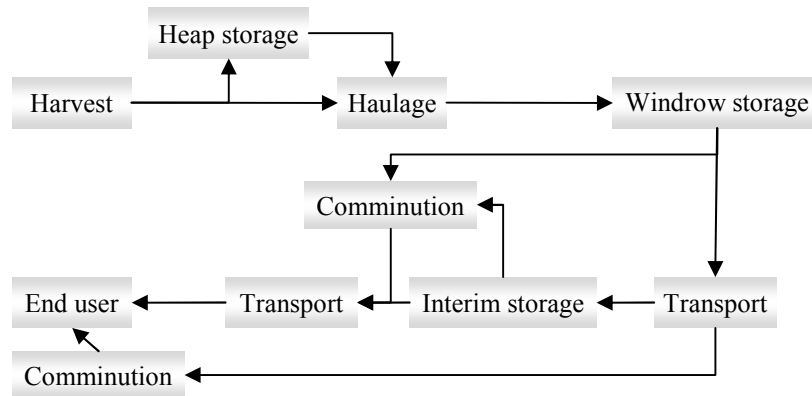 Heap storage
Harvest
Haulage
Windrow storage
Comminution
End user
Transport
Interim storage
Transport
Comminution